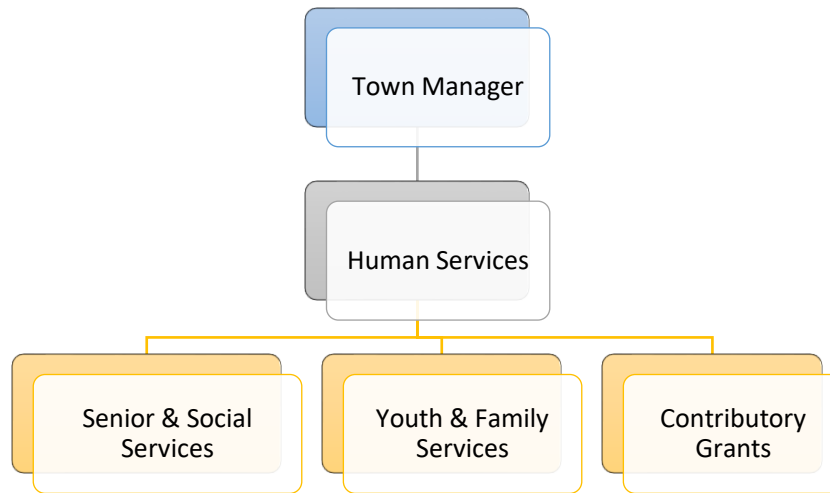 Town Manager
Human Services
Senior & Social
Services
Youth & Family
Services
Contributory
Grants